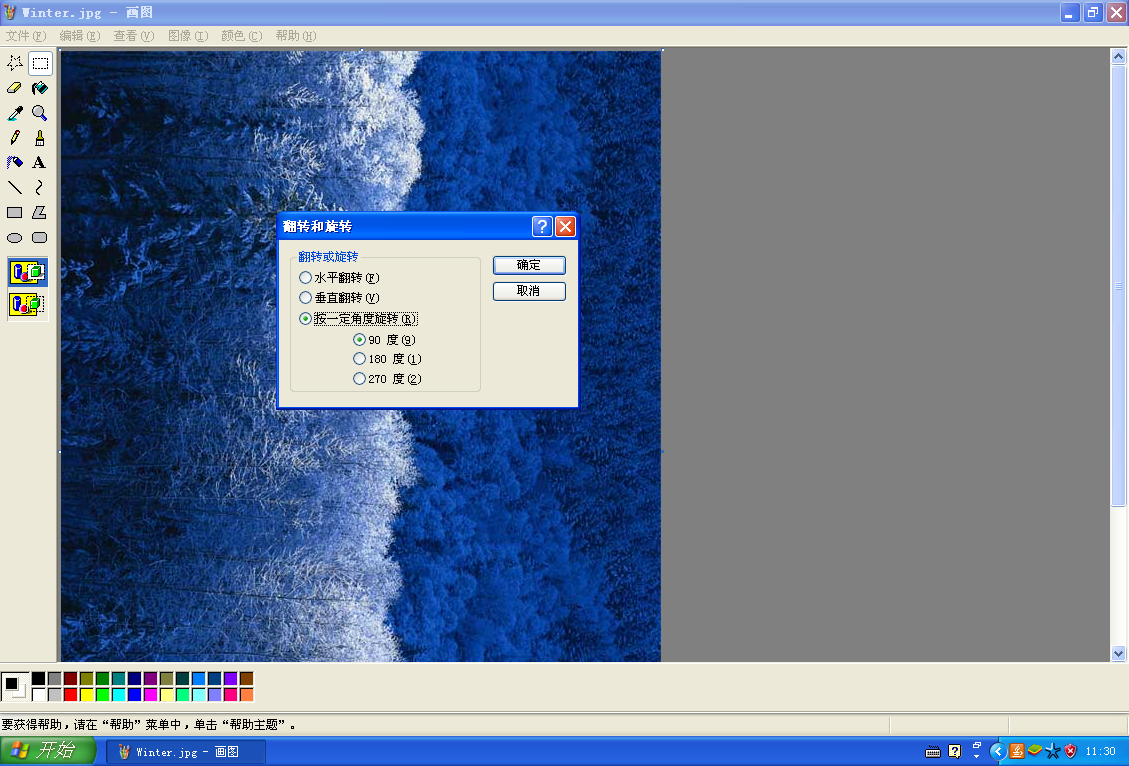 Winter.jpg - 画图
文件(F) 编辑(E) 查看(V) 图像(I) 颜色(C) 帮助(H)
A
翻转和旋转
?
翻转或旋转
确定
水平翻转(F)
取消
垂直翻转(V)
按一定角度旋转(R)
90 度(9)
180 度(1)
270 度(2)
要获得帮助，请在“帮助”菜单中，单击“帮助主题”。
开始
Winter.jpg - 画图
?
11:30